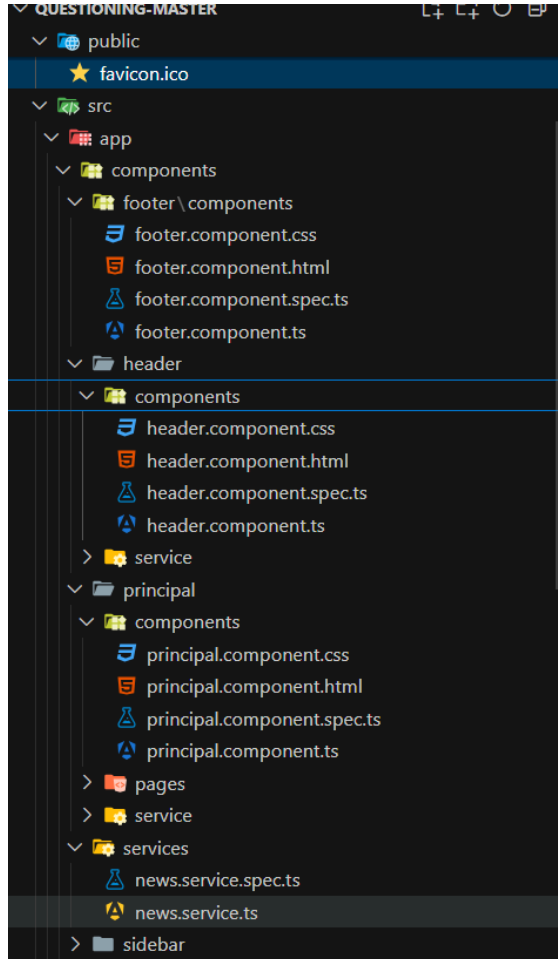 QUESTIONING-MASTER
public
favicon.ico
src
app
components
footer\components
footer.component.css
footer.component.html
footer.component.spec.ts
footer.component.ts
header
components
header.component.css
header.component.html
header.component.spec.ts
header.component.ts
service
principal
components
principal.component.css
principal.component.html
principal.component.spec.ts
principal.component.ts
pages
service
services
news.service.spec.ts
news.service.ts
sidebar